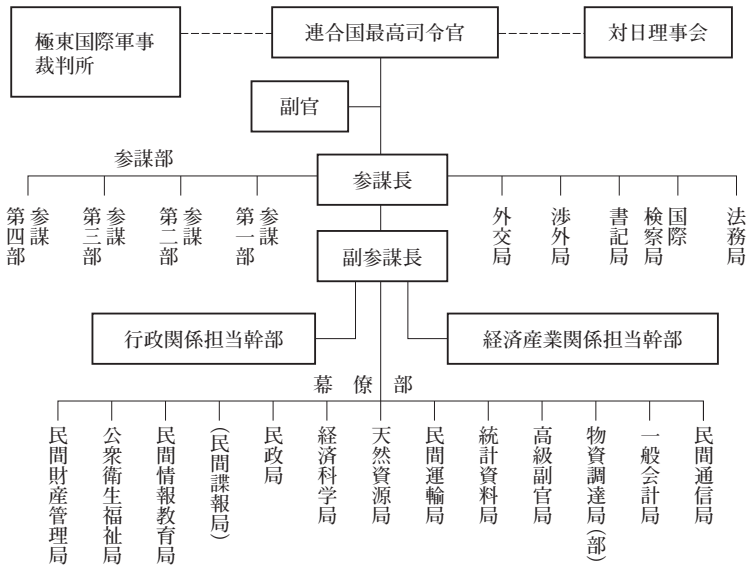 極東国際軍事
裁判所
連合国最高司令官
対日理事会
副官
参謀部
参謀長
参謀
第四部
参謀
第三部
参謀
第二部
参謀
第一部
外交局
渉外局
書記局
国際
検察局
法務局
副参謀長
行政関係担当幹部
経済産業関係担当幹部
幕僚部
民間財産管理局
公衆衛生福祉局
民間情報教育局
(民間諜報局)
民政局
経済科学局
天然資源局
民間運輸局
統計資料局
高級副官局
物資調達局(部)
一般会計局
民間通信局